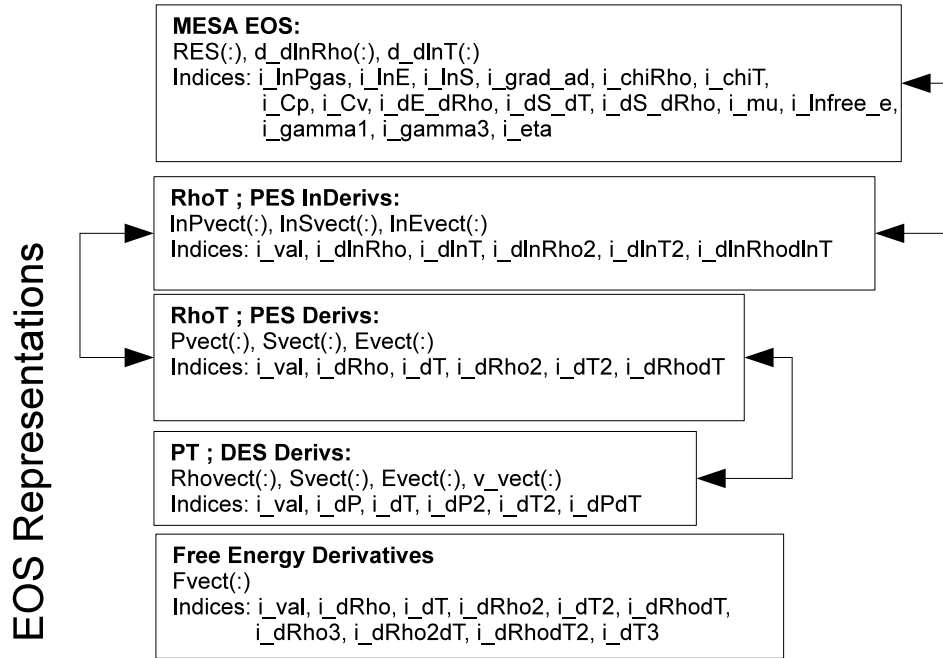 EOS Representations
MESA EOS:
RES(:), d_dlnRho(:), d_dlnT(:)
Indices: i_lnPgas, i_lnE, i_lnS, i_grad_ad, i_chiRho, i_chiT,
i_Cp, i_Cv, i_dE_dRho, i_dS_dT, i_dS_dRho, i_mu, i_lnfree_e,
i_gamma1, i_gamma3, i_eta
RhoT ; PES lnDerivs:
lnPvect(:), lnSvect(:), lnEvect(:)
Indices: i_val, i_dlnRho, i_dlnT, i_dlnRho2, i_dlnT2, i_dlnRhodlnT
RhoT ; PES Derivs:
Pvect(:), Svect(:), Evect(:)
Indices: i_val, i_dRho, i_dT, i_dRho2, i_dT2, i_dRhodT
PT ; DES Derivs:
Rhovect(:), Svect(:), Evect(:), v_vect(:)
Indices: i_val, i_dP, i_dT, i_dP2, i_dT2, i_dPdT
Free Energy Derivatives
Fvect(:)
Indices: i_val, i_dRho, i_dT, i_dRho2, i_dT2, i_dRhodT,
i_dRho3, i_dRho2dT, i_dRhodT2, i_dT3